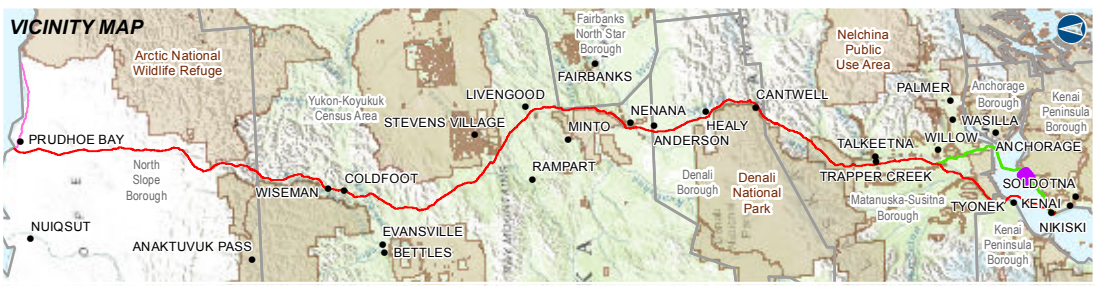 VICINITY MAP
Arctic National
Wildlife Refuge
Fairbanks
North Star
Borough
FAIRBANKS
Nelchina
Public
Use Area
PALMER
Anchorage
Borough
Kenai
Peninsula
Borough
WASILLA
Yukon-Koyukuk
Census Area
LIVENGOOD
STEVENS VILLAGE
NENANA
CANTWELL
MINTO
HEALY
ANDERSON
WILLOW
ANCHORAGE
TALKEETNA
TRAPPER CREEK
PRUDHOE BAY
North
Slope
Borough
WISEMAN
COLDFOOT
RAMPART
Denali
Borough
Denali
National
Park
SOLDOTNA
Matanuska-Susitna
Borough
TYONEK
KENAI
NIKISKI
NUIQSUT
ANAKTUVUK PASS
EVANSVILLE
BETTLES
Kenai
Peninsula
Borough
K A